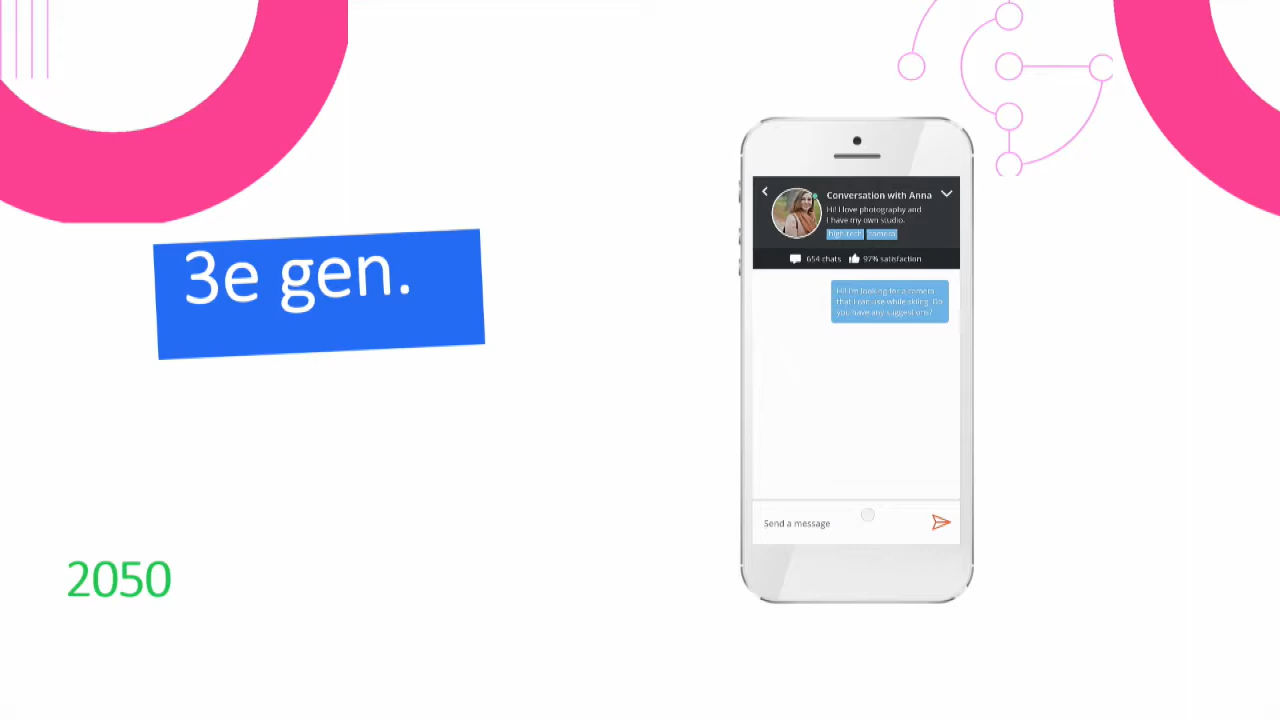 3e gen.
2050
Conversation with Anna
Hi! I love photography and
I have my own studio.
high-tech camera
654 chats 97% satisfaction
Hi! I'm looking for a camera
that I can use while skiing. Do
you have any suggestions?
Send a message